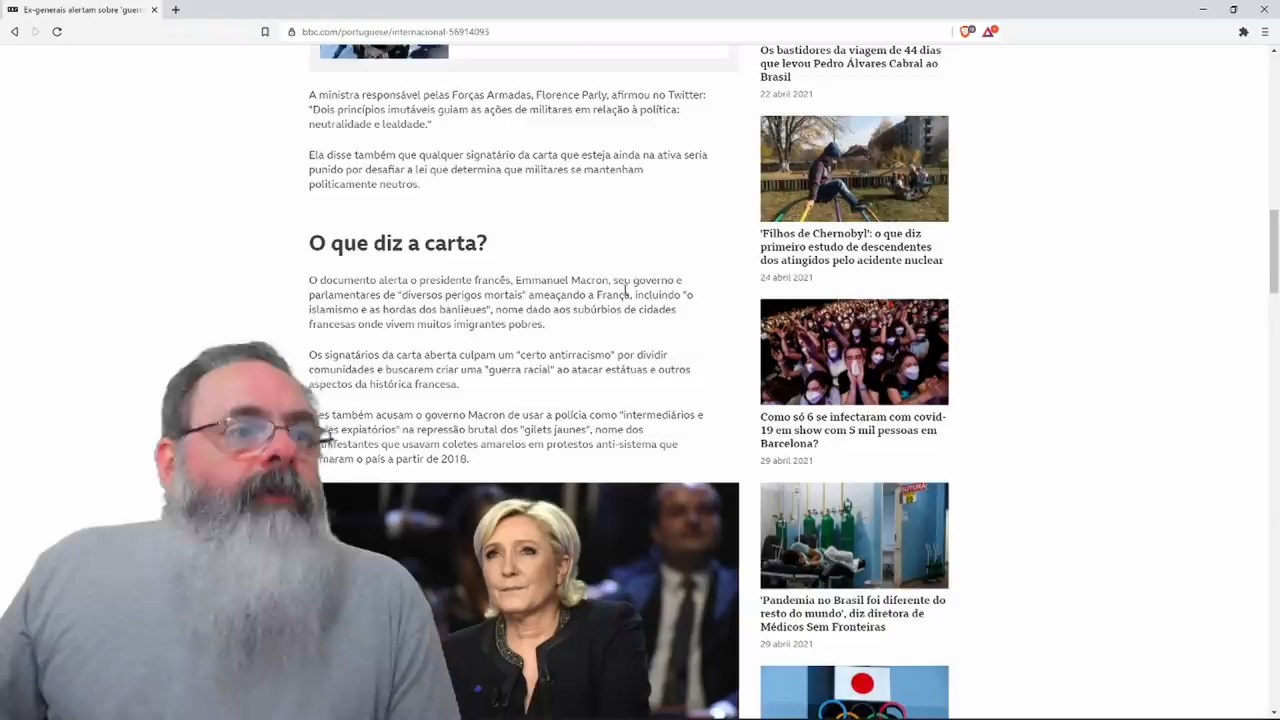 Ex-generais alertam sobre 'guerr
bbc.com/portuguese/internacional-56914093
A ministra responsável pelas Forças Armadas, Florence Parly, afirmou no Twitter:
"Dois princípios imutáveis guiam as ações de militares em relação à política:
neutralidade e lealdade."
Ela disse também que qualquer signatário da carta que esteja ainda na ativa seria
punido por desafiar a lei que determina que militares se mantenham
politicamente neutros.
O que diz a carta?
O documento alerta o presidente francês, Emmanuel Macron, seu governo e
parlamentares de "diversos perigos mortais" ameaçando a França, incluindo "o
islamismo e as hordas dos banlieues", nome dado aos subúrbios de cidades
francesas onde vivem muitos imigrantes pobres.
Os signatários da carta aberta culpam um "certo antirracismo" por dividir
comunidades e buscarem criar uma "guerra racial" ao atacar estátuas e outros
aspectos da histórica francesa.
es também acusam o governo Macron de usar a polícia como "intermediários e
es expiatórios" na repressão brutal dos "gilets jaunes", nome dos
nifestantes que usavam coletes amarelos em protestos anti-sistema que
maram o país a partir de 2018.
Os bastidores da viagem de 44 dias
que levou Pedro Álvares Cabral ao
Brasil
22 abril 2021
'Filhos de Chernobyl': o que diz
primeiro estudo de descendentes
dos atingidos pelo acidente nuclear
24 abril 2021
Como só 6 se infectaram com covid-
19 em show com 5 mil pessoas em
Barcelona?
29 abril 2021
SUTURA
'Pandemia no Brasil foi diferente do
resto do mundo', diz diretora de
Médicos Sem Fronteiras
29 abril 2021